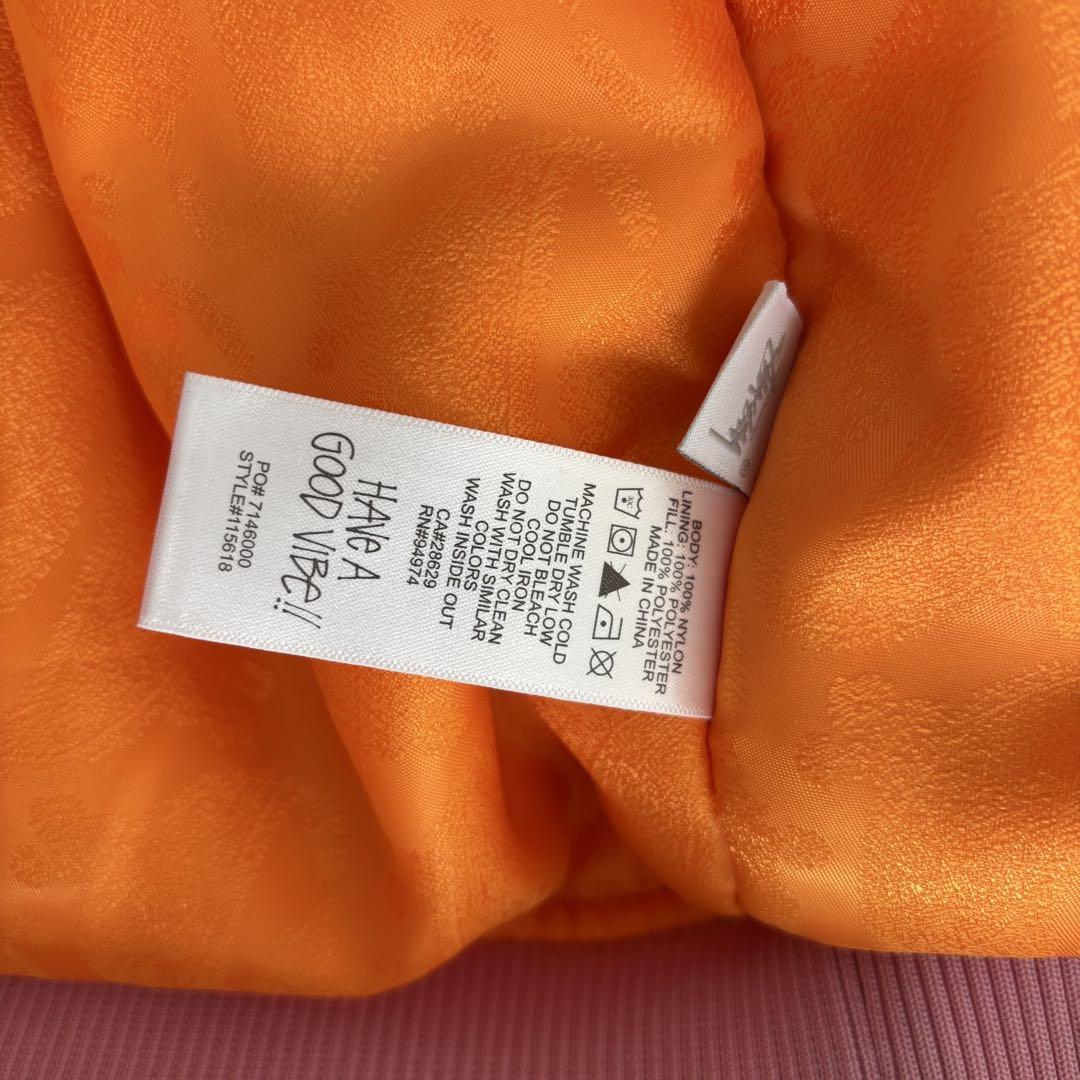 BODY: 100% NYLON
LINING: 100% POLYESTER
FILL: 100% POLYESTER
MADE IN CHINA
MACHINE WASH COLD
TUMBLE DRY LOW
DO NOT BLEACH
COOL IRON
DO NOT DRY CLEAN
WASH WITH SIMILAR
COLORS
WASH INSIDE OUT
CA#28629
RN#94974
HAVE A
GOOD VIBE!!
PO# 7146000
STYLE#115618